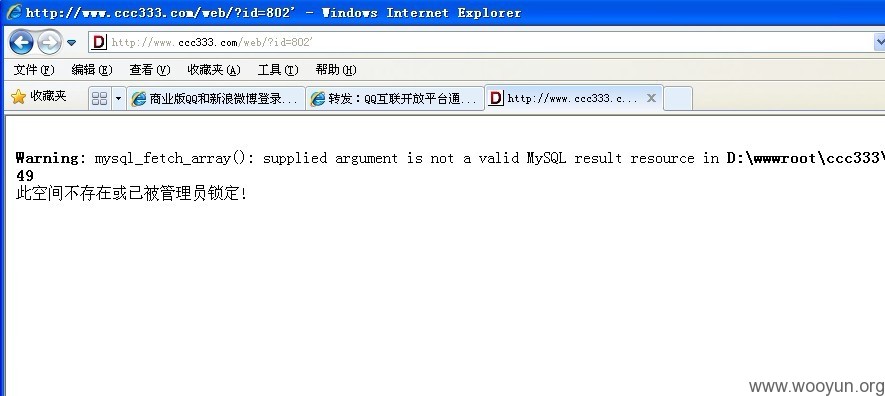 http://www.ccc333.com/web/?id=802' - Windows Internet Explorer
http://www.ccc333.com/web/?id=802'
文件(F) 编辑(E) 查看(V) 收藏夹(A) 工具(T) 帮助(H)
收藏夹 商业版QQ和新浪微博登录... 转发：QQ互联开放平台通... http://www.ccc333.c...
Warning: mysql_fetch_array(): supplied argument is not a valid MySQL result resource in D:\wwwroot\ccc333\
49
此空间不存在或已被管理员锁定!
www.wooyun.org